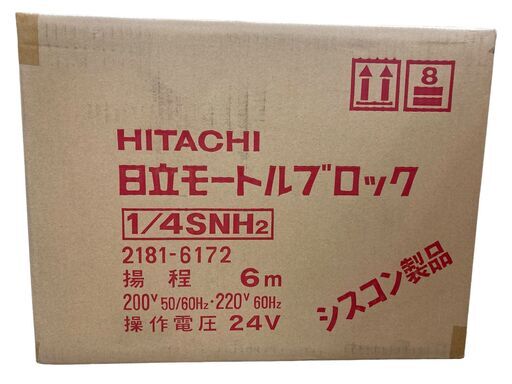 8
HITACHI
日立モートルブロック
1/4SNH₂
2181-6172
揚程 6m
200V 50/60Hz・220V 60Hz
操作電圧 24V
シスコン製品